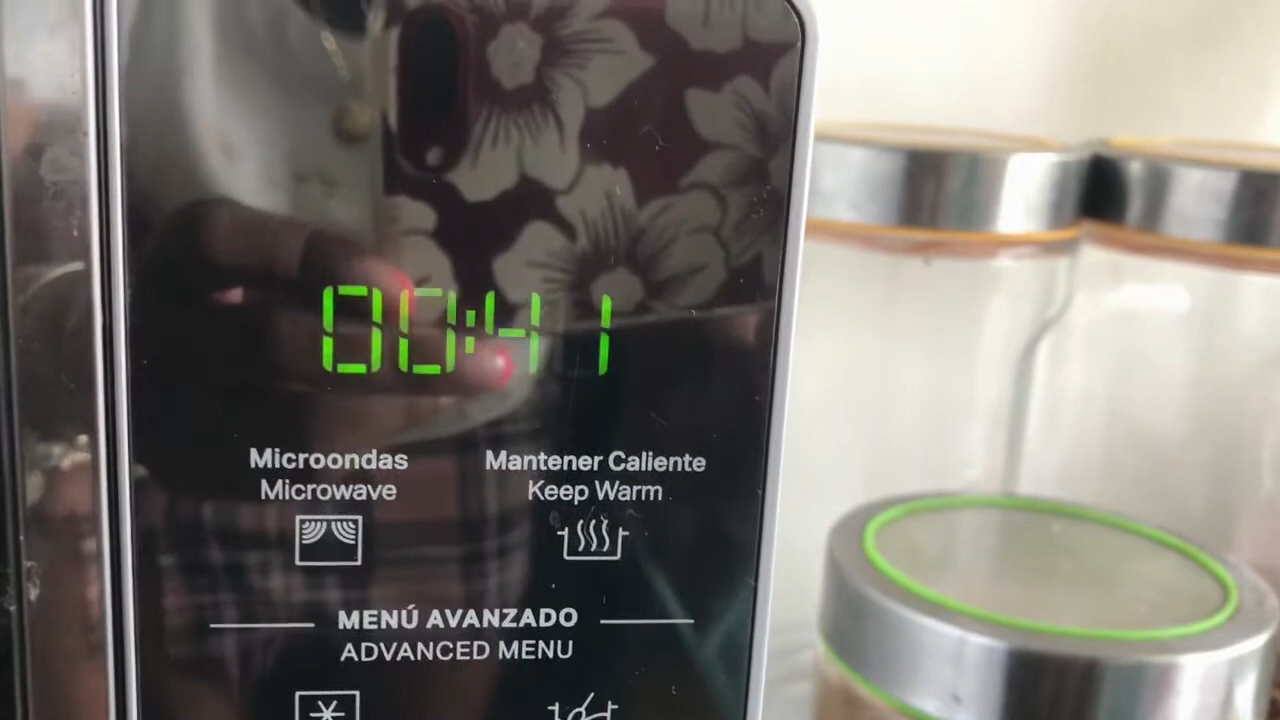 00:41
Microondas
Microwave
Mantener Caliente
Keep Warm
MENÚ AVANZADO
ADVANCED MENU